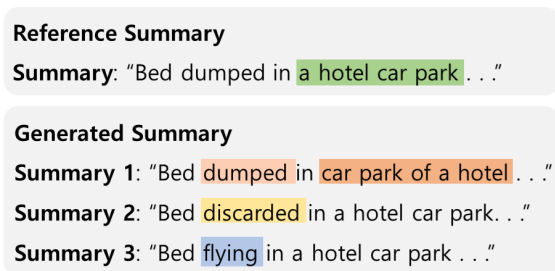 Reference Summary
Summary: “Bed dumped in a hotel car park . . .”
Generated Summary
Summary 1: “Bed dumped in car park of a hotel . . .”
Summary 2: “Bed discarded in a hotel car park. . .”
Summary 3: “Bed flying in a hotel car park . . .”